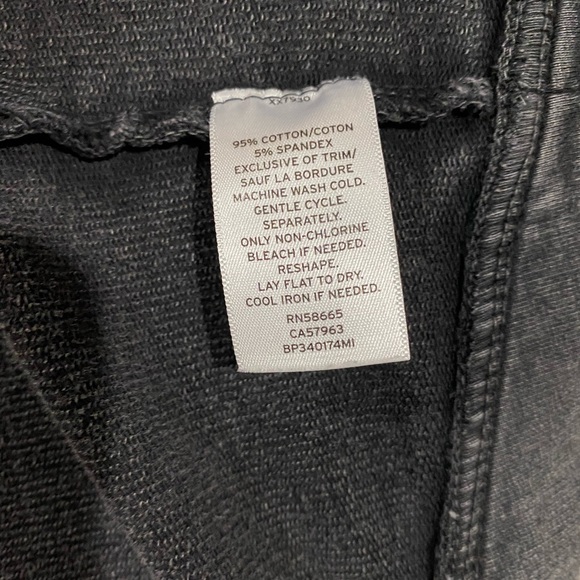 95% COTTON/COTON
5% SPANDEX
EXCLUSIVE OF TRIM/
SAUF LA BORDURE
MACHINE WASH COLD.
GENTLE CYCLE.
SEPARATELY.
ONLY NON-CHLORINE
BLEACH IF NEEDED.
RESHAPE.
LAY FLAT TO DRY.
COOL IRON IF NEEDED.
RN58665
CA57963
BP340174MI